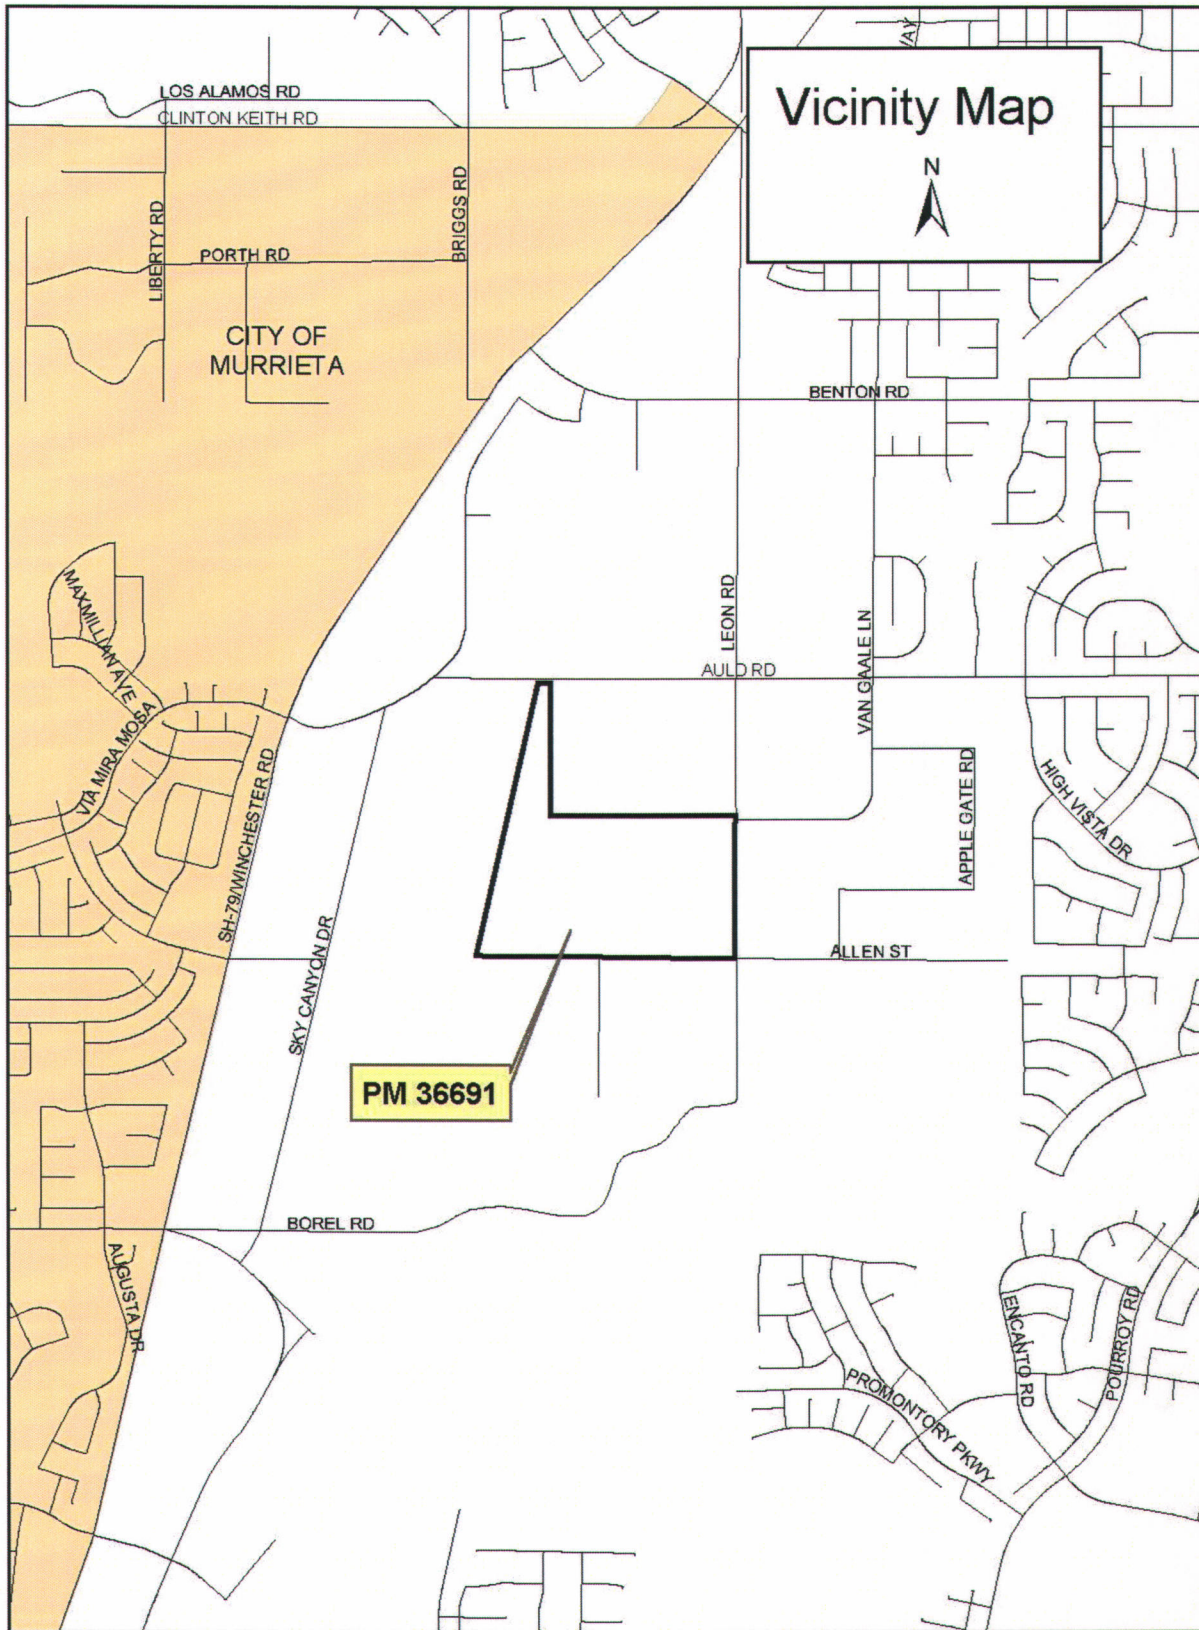 WAY
LOS ALAMOS RD
CLINTON KEITH RD
Vicinity Map
N
LIBERTY RD
PORTH RD
BRIGGS RD
CITY OF
MURRIETA
BENTON RD
MAXMILLIAN AVE
VIA MIRA MOSA
SH-79/WINCHESTER RD
LEON RD
AULD RD
VAN GAALE LN
APPLE GATE RD
HIGH VISTA DR
SKY CANYON DR
ALLEN ST
PM 36691
BOREL RD
AUGUSTA DR
ENCANTO RD
POURROY RD
PROMONTORY PKWY